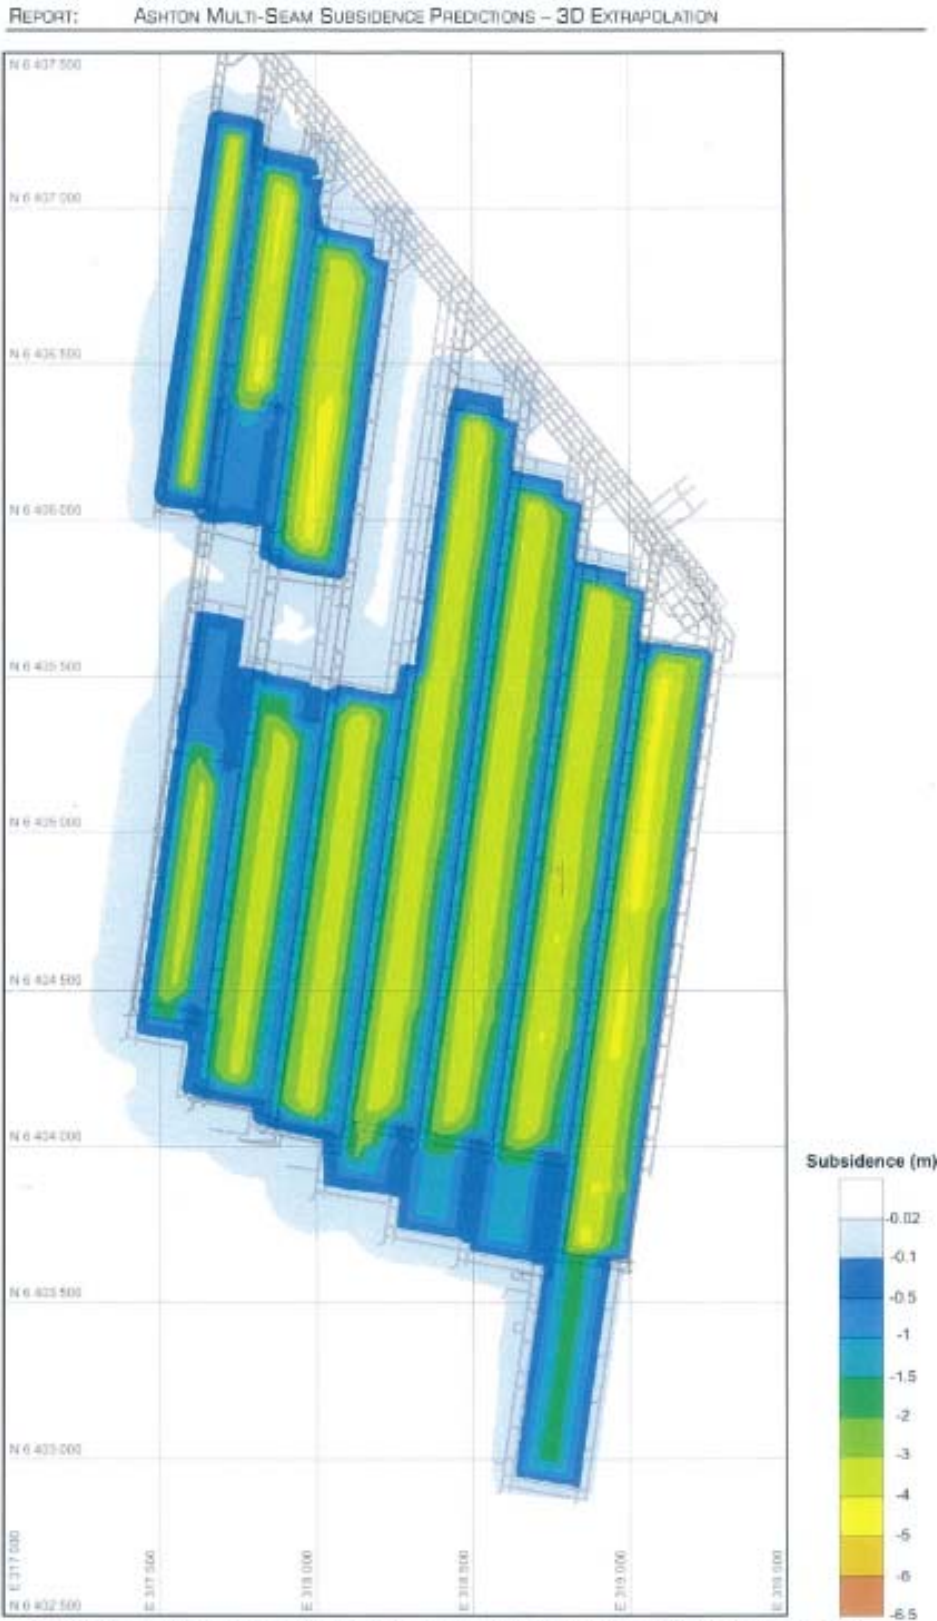 REPORT: ASHTON MULTI-SEAM SUBSIDENCE PREDICTIONS – 3D EXTRAPOLATION
N 6 407 500
N 6 407 000
N 6 406 500
N 6 406 000
N 6 405 500
N 6 405 000
N 6 404 500
N 6 404 000
N 6 403 500
N 6 403 000
N 6 402 500
E 317 000
E 317 500
E 318 000
E 318 500
E 319 000
E 319 500
Subsidence (m)
-0.02
-0.1
-0.5
-1
-1.5
-2
-3
-4
-5
-6
-6.5